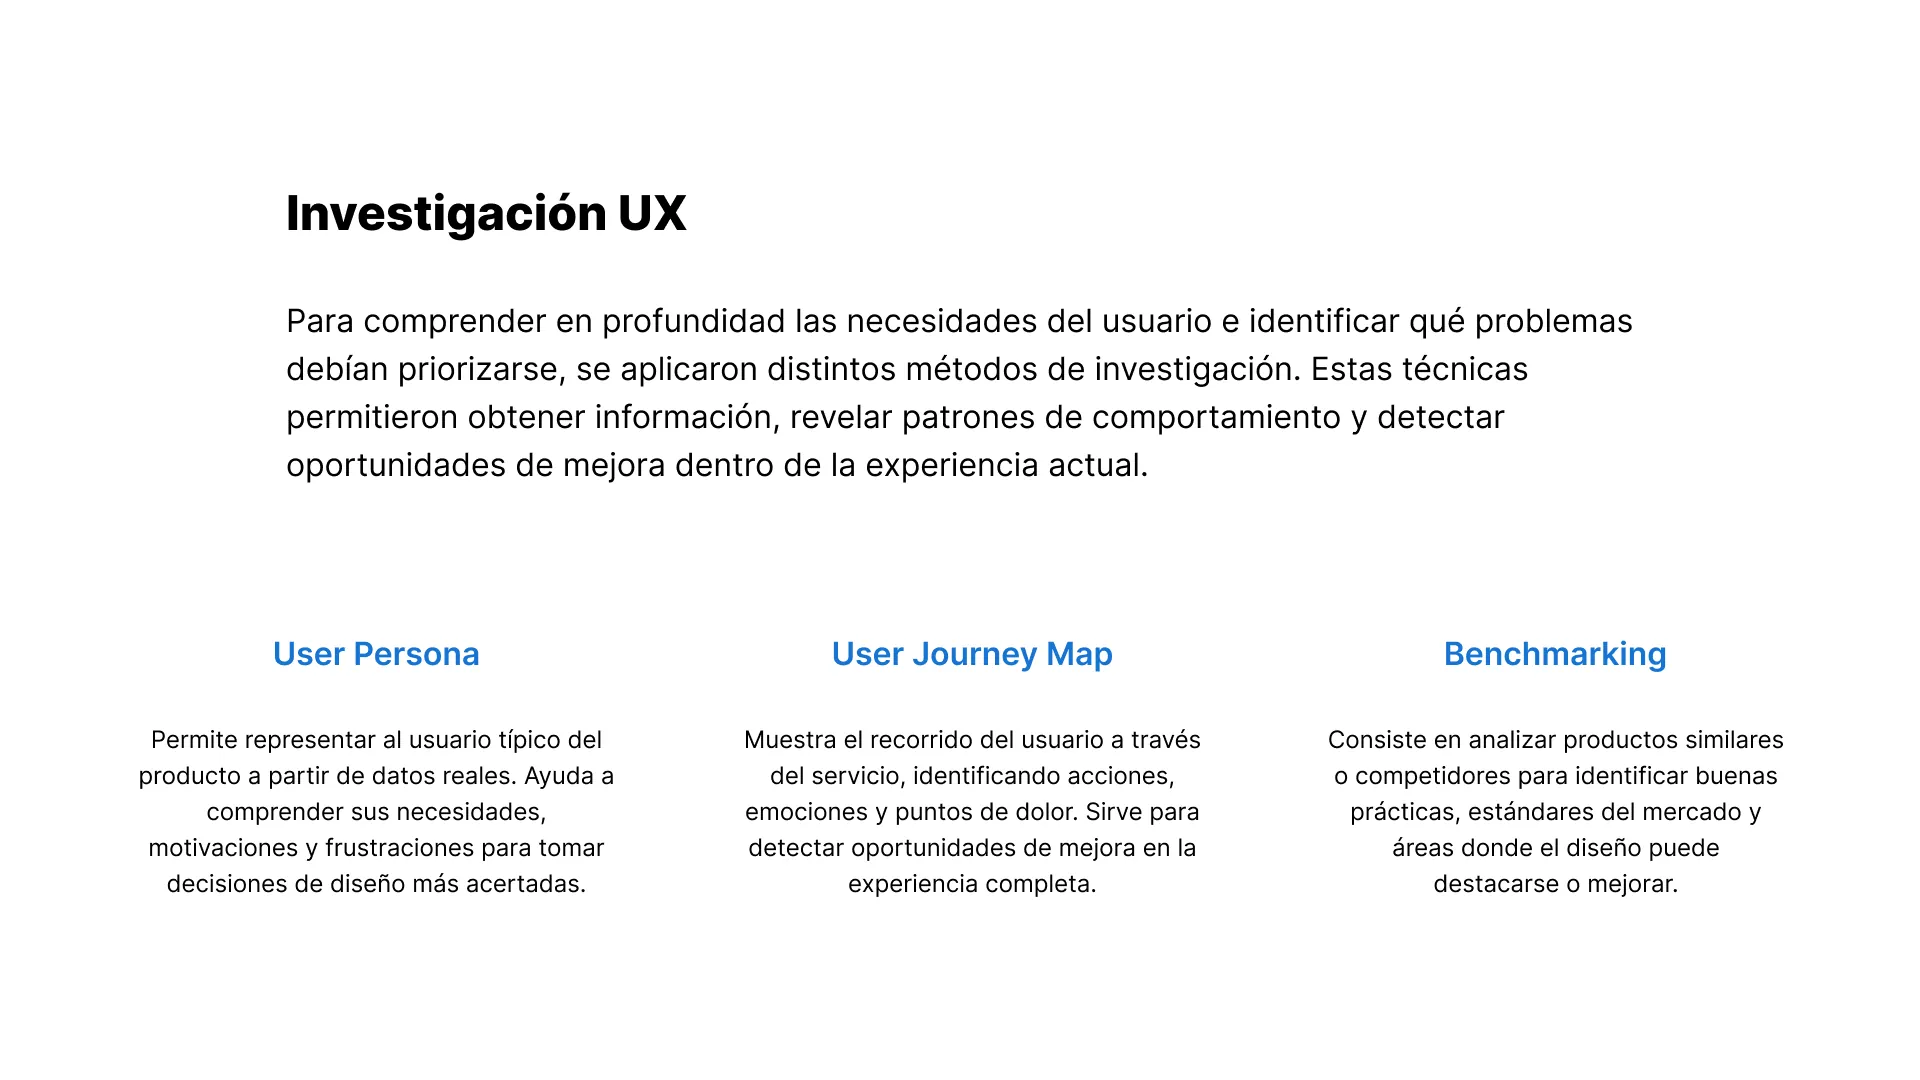 Investigación UX
Para comprender en profundidad las necesidades del usuario e identificar qué problemas
debían priorizarse, se aplicaron distintos métodos de investigación. Estas técnicas
permitieron obtener información, revelar patrones de comportamiento y detectar
oportunidades de mejora dentro de la experiencia actual.
User Persona
Permite representar al usuario típico del
producto a partir de datos reales. Ayuda a
comprender sus necesidades,
motivaciones y frustraciones para tomar
decisiones de diseño más acertadas.
User Journey Map
Muestra el recorrido del usuario a través
del servicio, identificando acciones,
emociones y puntos de dolor. Sirve para
detectar oportunidades de mejora en la
experiencia completa.
Benchmarking
Consiste en analizar productos similares
o competidores para identificar buenas
prácticas, estándares del mercado y
áreas donde el diseño puede
destacarse o mejorar.